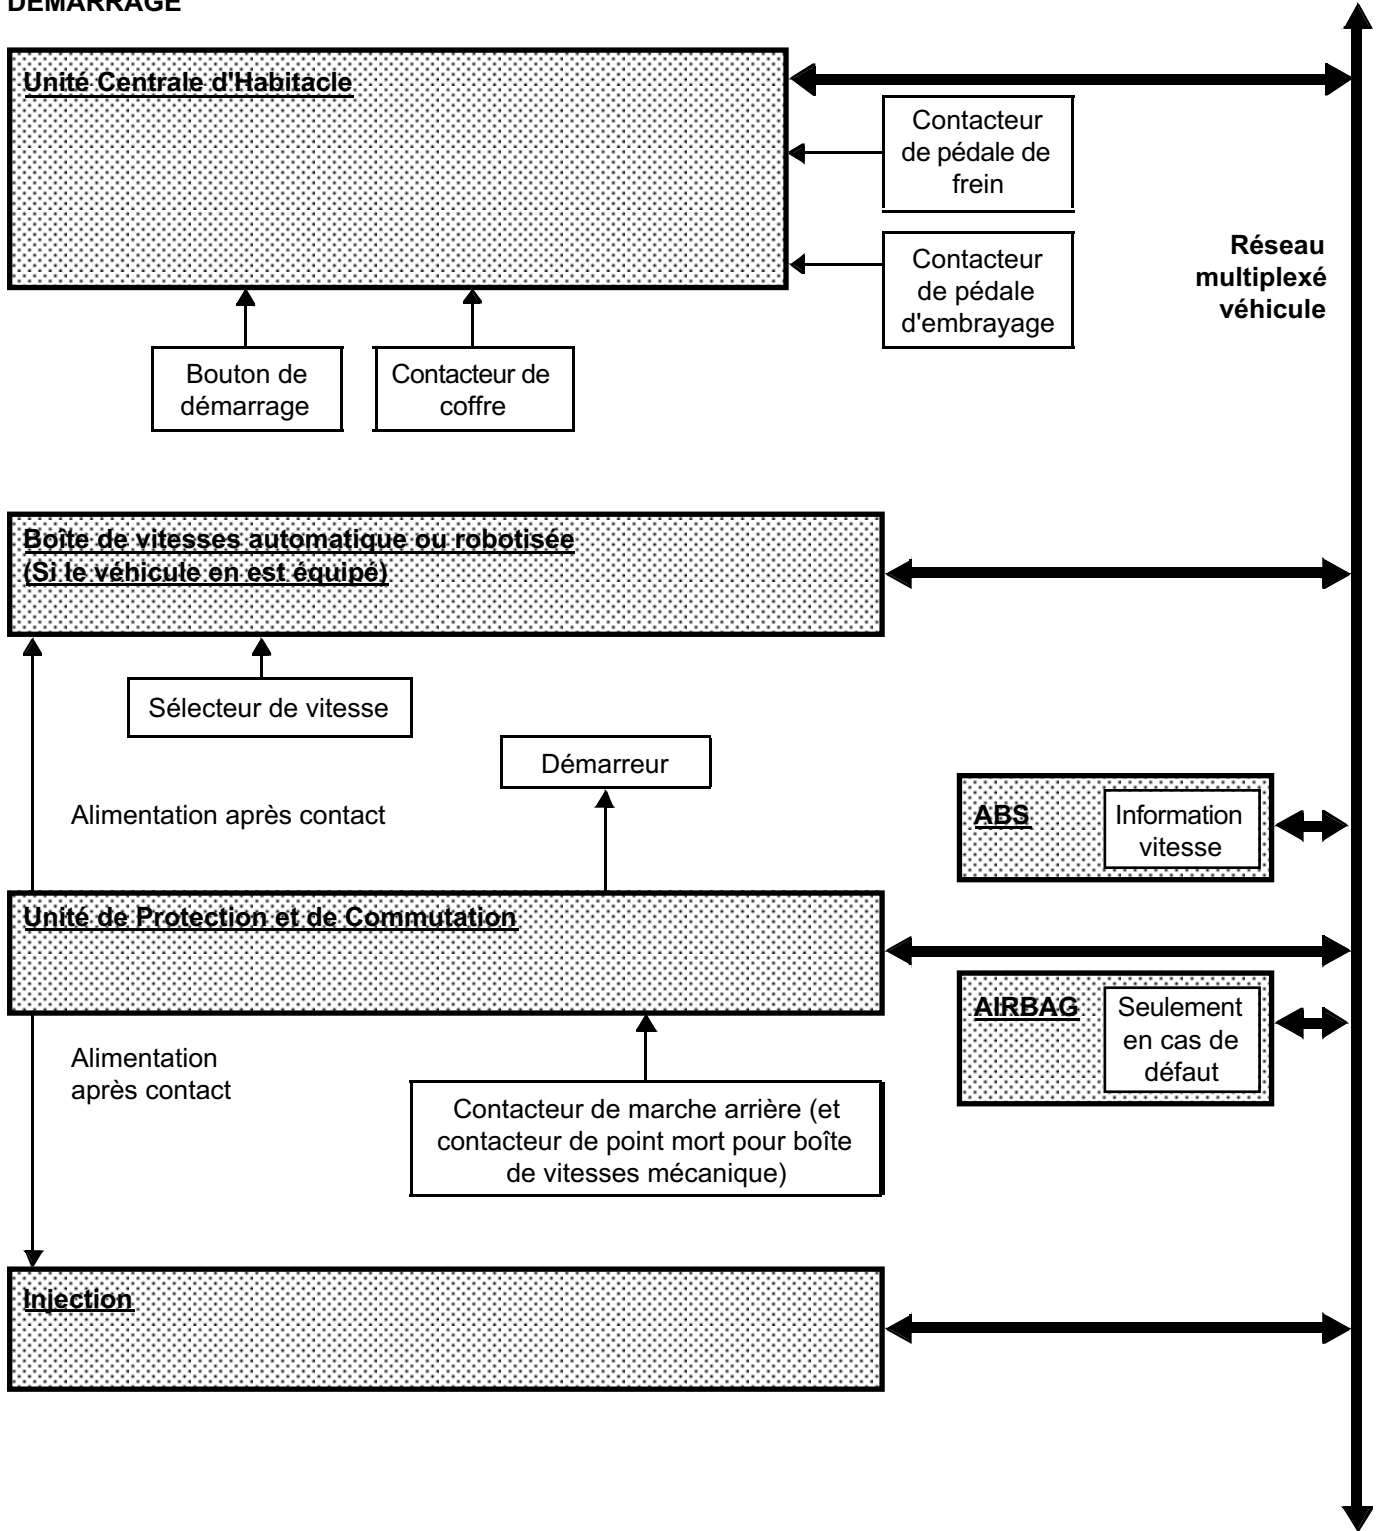 DÉMARRAGE
Unité Centrale d'Habitacle
Contacteur
de pédale de
frein
Contacteur
de pédale
d'embrayage
Réseau
multiplexé
véhicule
Bouton de
démarrage
Contacteur de
coffre
Boîte de vitesses automatique ou robotisée
(Si le véhicule en est équipé)
Sélecteur de vitesse
Démarreur
Alimentation après contact
ABS
Information
vitesse
Unité de Protection et de Commutation
AIRBAG
Seulement
en cas de
défaut
Alimentation
après contact
Contacteur de marche arrière (et
contacteur de point mort pour boîte
de vitesses mécanique)
Injection